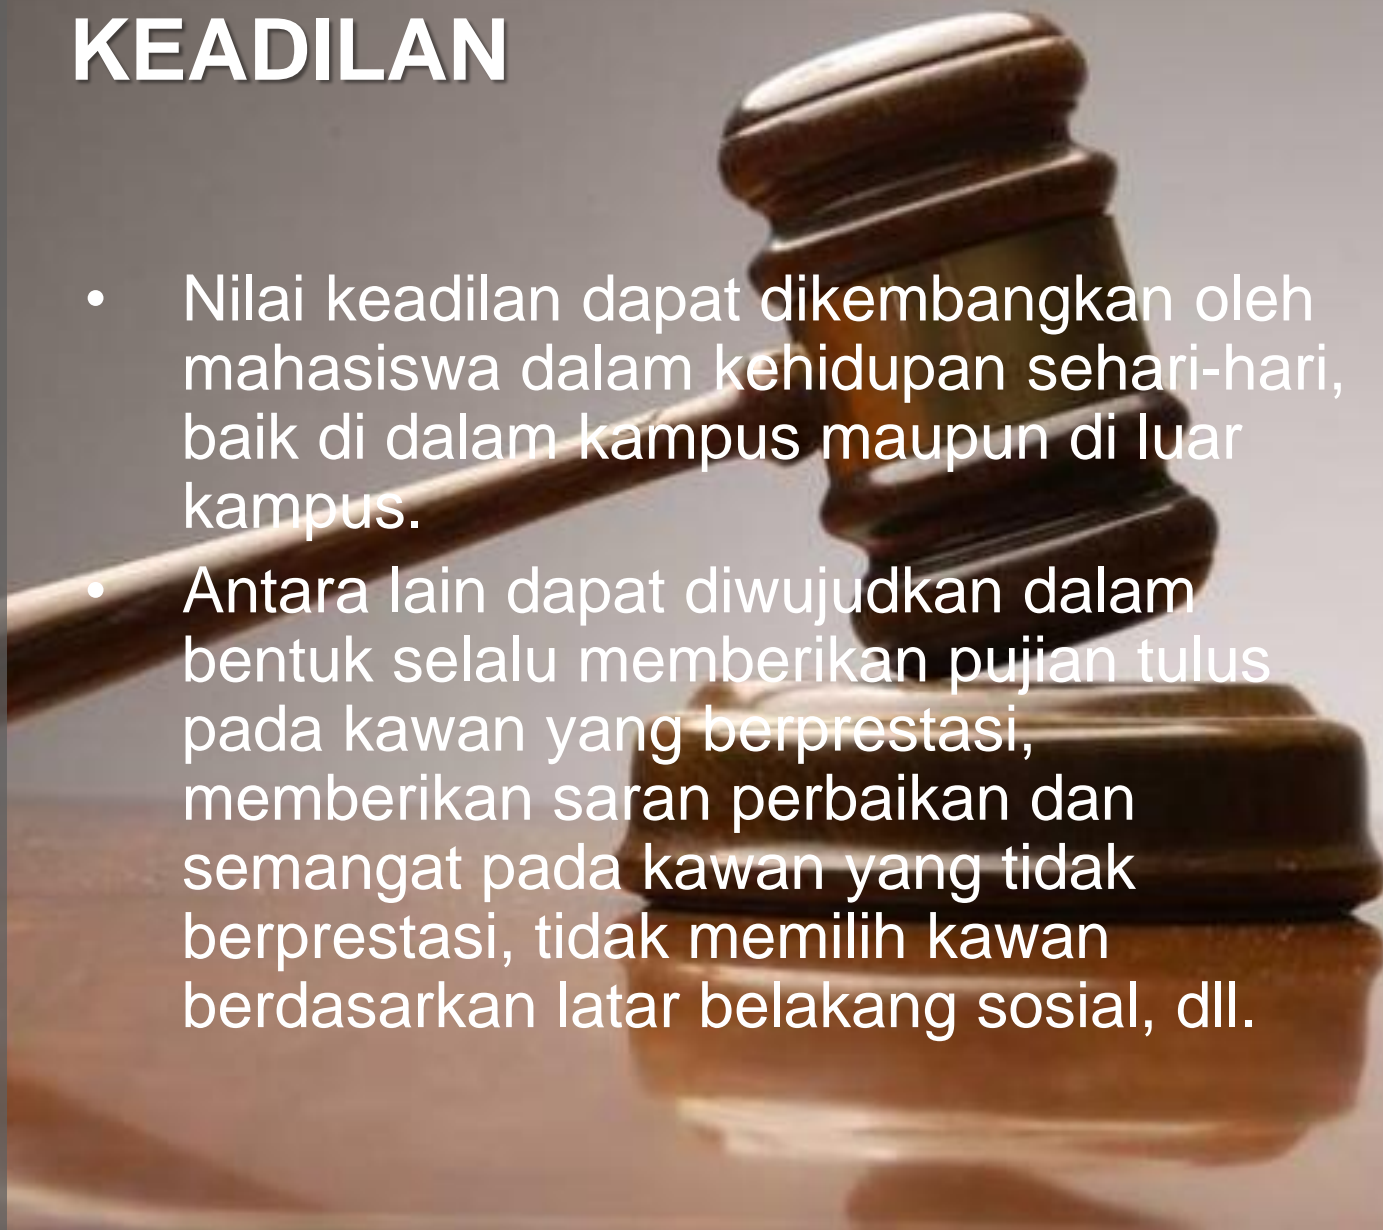 KEADILAN
• Nilai keadilan dapat dikembangkan oleh
mahasiswa dalam kehidupan sehari-hari,
baik di dalam kampus maupun di luar
kampus.
• Antara lain dapat diwujudkan dalam
bentuk selalu memberikan pujian tulus
pada kawan yang berprestasi,
memberikan saran perbaikan dan
semangat pada kawan yang tidak
berprestasi, tidak memilih kawan
berdasarkan latar belakang sosial, dll.